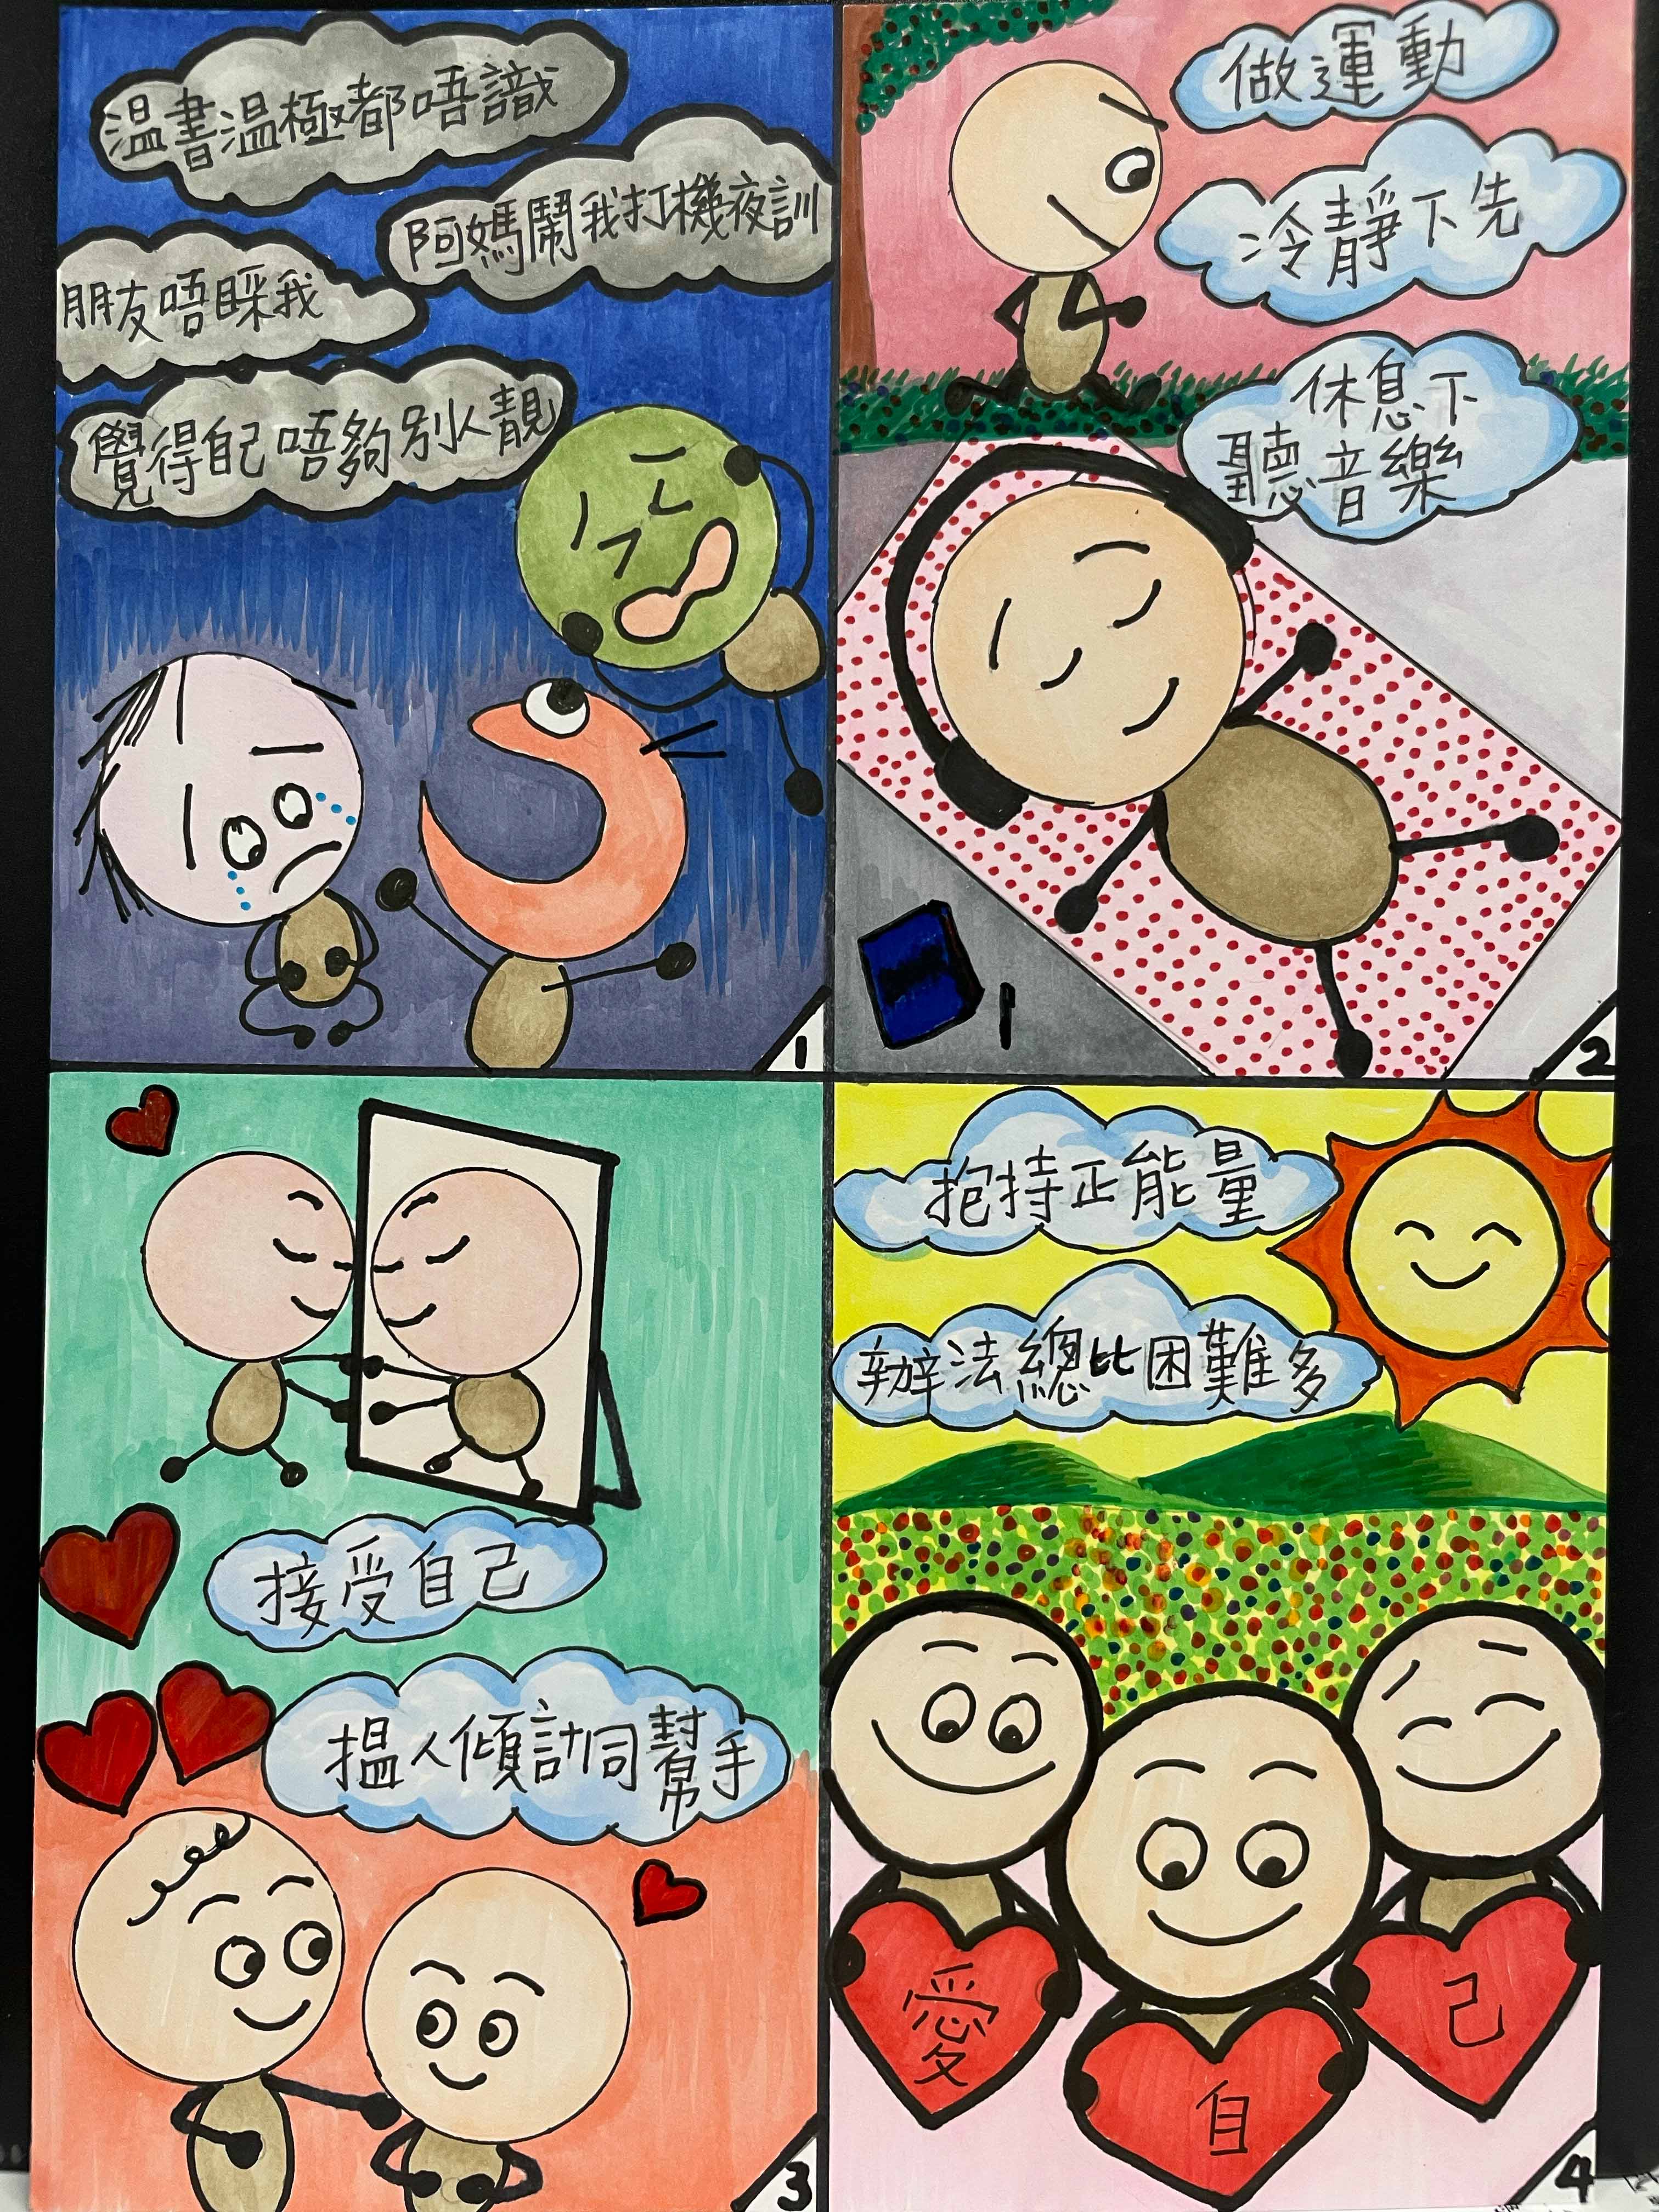 温書温極都唔識
阿媽鬧我打機夜訓
朋友唔睬我
覺得自己唔夠別人靚
1
做運動
冷靜下先
休息下
聽音樂
2
接受自己
搵人傾計同幫手
3
抱持正能量
辦法總比困難多
愛
自
己
4